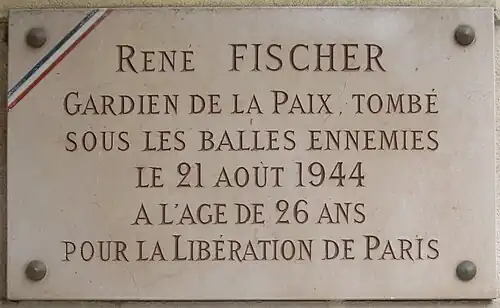 RENÉ FISCHER
GARDIEN DE LA PAIX, TOMBÉ
SOUS LES BALLES ENNEMIES
LE 21 AOÛT 1944
A L'AGE DE 26 ANS
POUR LA LIBÉRATION DE PARIS